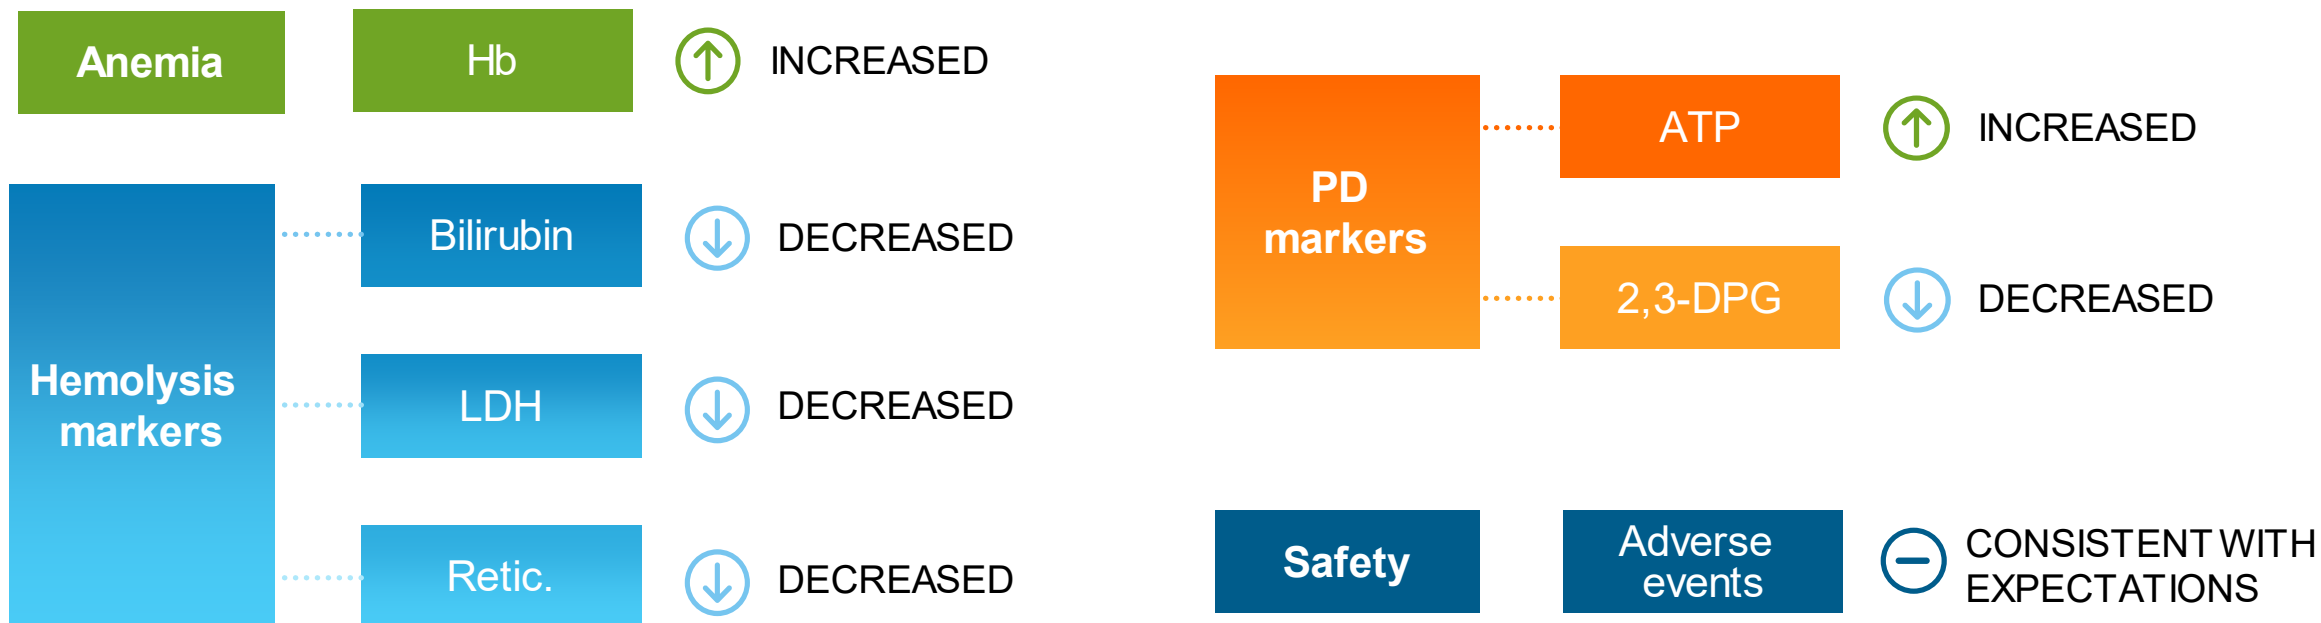 Anemia
Hb
INCREASED
Hemolysis
markers
Bilirubin
DECREASED
LDH
DECREASED
Retic.
DECREASED
PD
markers
ATP
INCREASED
2,3-DPG
DECREASED
Safety
Adverse
events
CONSISTENT WITH
EXPECTATIONS